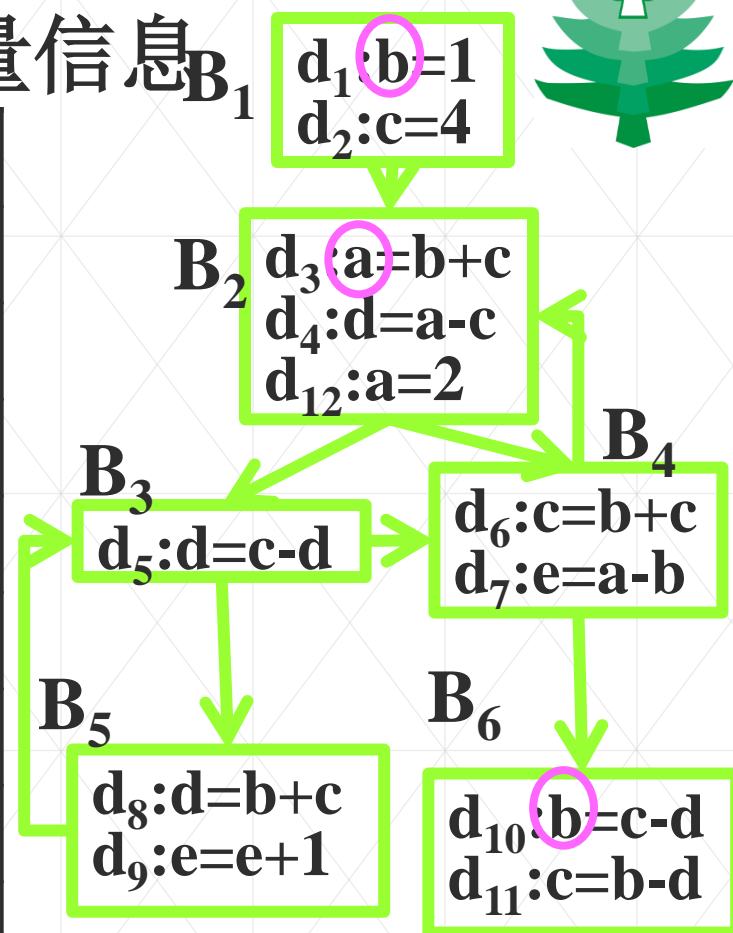 量信息
B₁
d₁:b=1
d₂:c=4
B₂
d₃:a=b+c
d₄:d=a-c
d₁₂:a=2
B₃
d₅:d=c-d
B₄
d₆:c=b+c
d₇:e=a-b
B₅
d₈:d=b+c
d₉:e=e+1
B₆
d₁₀:b=c-d
d₁₁:c=b-d